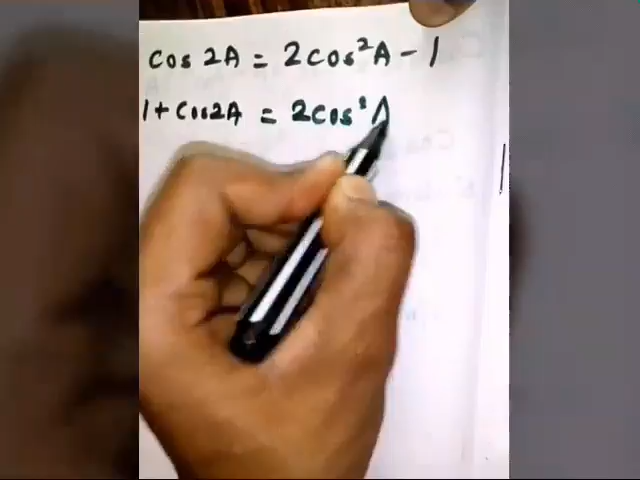 cos 2A = 2cos²A - 1
1 + cos2A = 2cos²A